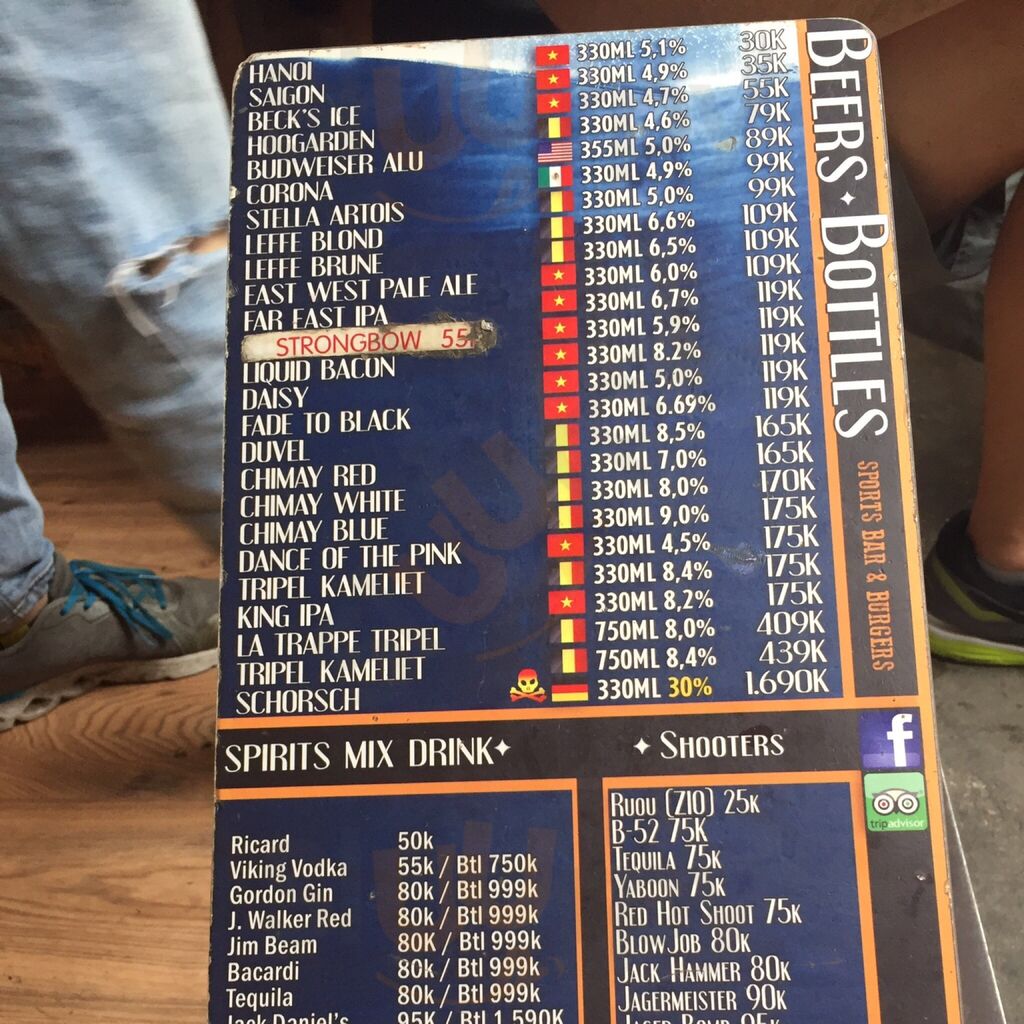 HANOI 330ML 5,1% 30K
SAIGON 330ML 4,9% 35K
BECK'S ICE 330ML 4,7% 55K
HOOGARDEN 330ML 4,6% 79K
BUDWEISER ALU 355ML 5,0% 89K
CORONA 330ML 4,9% 99K
STELLA ARTOIS 330ML 5,0% 99K
LEFFE BLOND 330ML 6,6% 109K
LEFFE BRUNE 330ML 6,5% 109K
EAST WEST PALE ALE 330ML 6,0% 109K
FAR EAST IPA 330ML 6,7% 119K
STRONGBOW 55 330ML 5,9% 119K
LIQUID BACON 330ML 8.2% 119K
DAISY 330ML 5,0% 119K
FADE TO BLACK 330ML 6.69% 119K
DUVEL 330ML 8,5% 165K
CHIMAY RED 330ML 7,0% 165K
CHIMAY WHITE 330ML 8,0% 170K
CHIMAY BLUE 330ML 9,0% 175K
DANCE OF THE PINK 330ML 4,5% 175K
TRIPEL KAMELIET 330ML 8,4% 175K
KING IPA 330ML 8,2% 175K
LA TRAPPE TRIPEL 750ML 8,0% 409K
TRIPEL KAMELIET 750ML 8,4% 439K
SCHORSCH 330ML 30% 1.690K
BEERS ✦ BOTTLES
SPORTS BAR & BURGERS
SPIRITS MIX DRINK✦
Ricard 50k
Viking Vodka 55k / Btl 750k
Gordon Gin 80k / Btl 999k
J. Walker Red 80k / Btl 999k
Jim Beam 80K / Btl 999k
Bacardi 80k / Btl 999k
Tequila 80k / Btl 999k
Jack Daniel's 95K / Btl 1.590K
✦ SHOOTERS
RUOU (ZIO) 25K
B-52 75K
TEQUILA 75K
YABOON 75K
RED HOT SHOOT 75K
BLOWJOB 80K
JACK HAMMER 80K
JAGERMEISTER 90K
JAGER BOMB 95K
f
tripadvisor